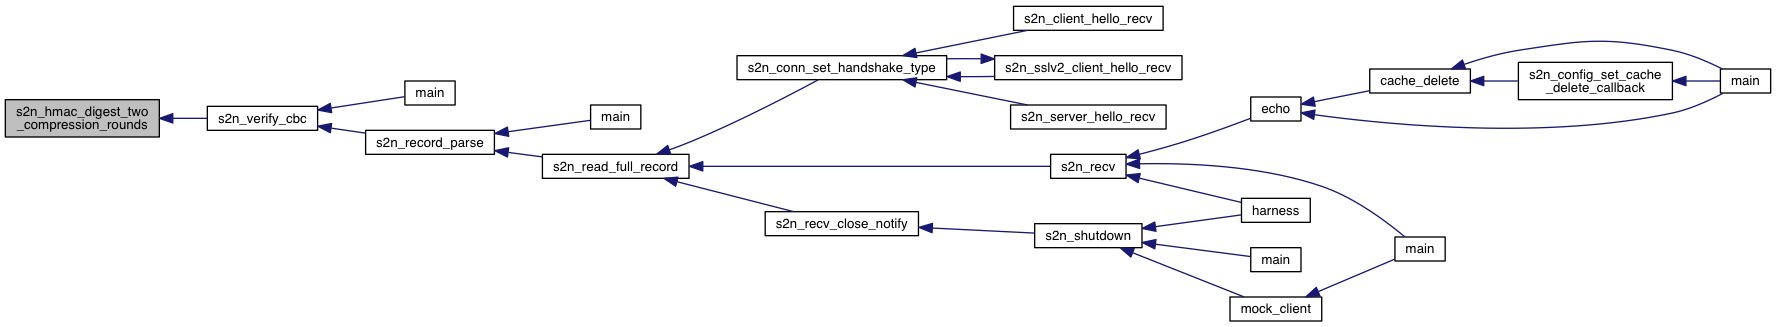 s2n_hmac_digest_two
_compression_rounds
s2n_verify_cbc
main
s2n_record_parse
main
s2n_read_full_record
s2n_conn_set_handshake_type
s2n_client_hello_recv
s2n_sslv2_client_hello_recv
s2n_server_hello_recv
s2n_recv
echo
cache_delete
s2n_config_set_cache
_delete_callback
main
harness
main
s2n_recv_close_notify
s2n_shutdown
main
mock_client